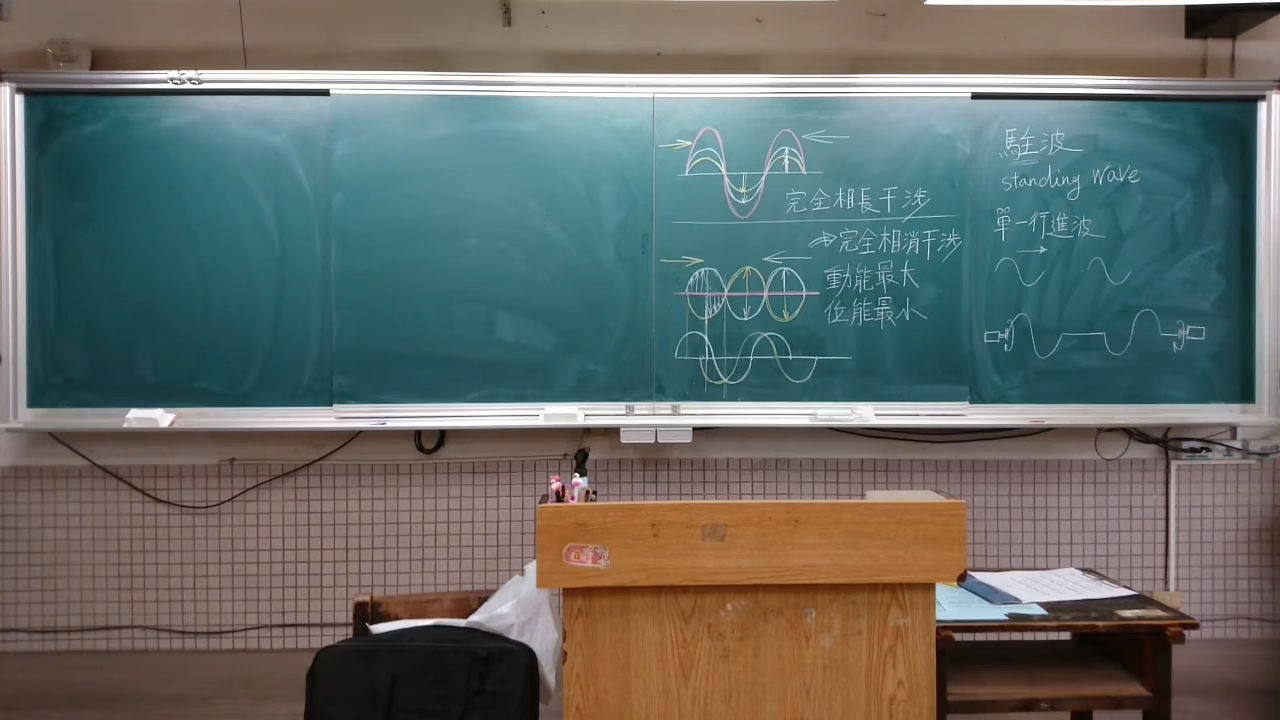 駐波
standing wave
單一行進波
完全相長干涉
⇒完全相消干涉
動能最大
位能最小